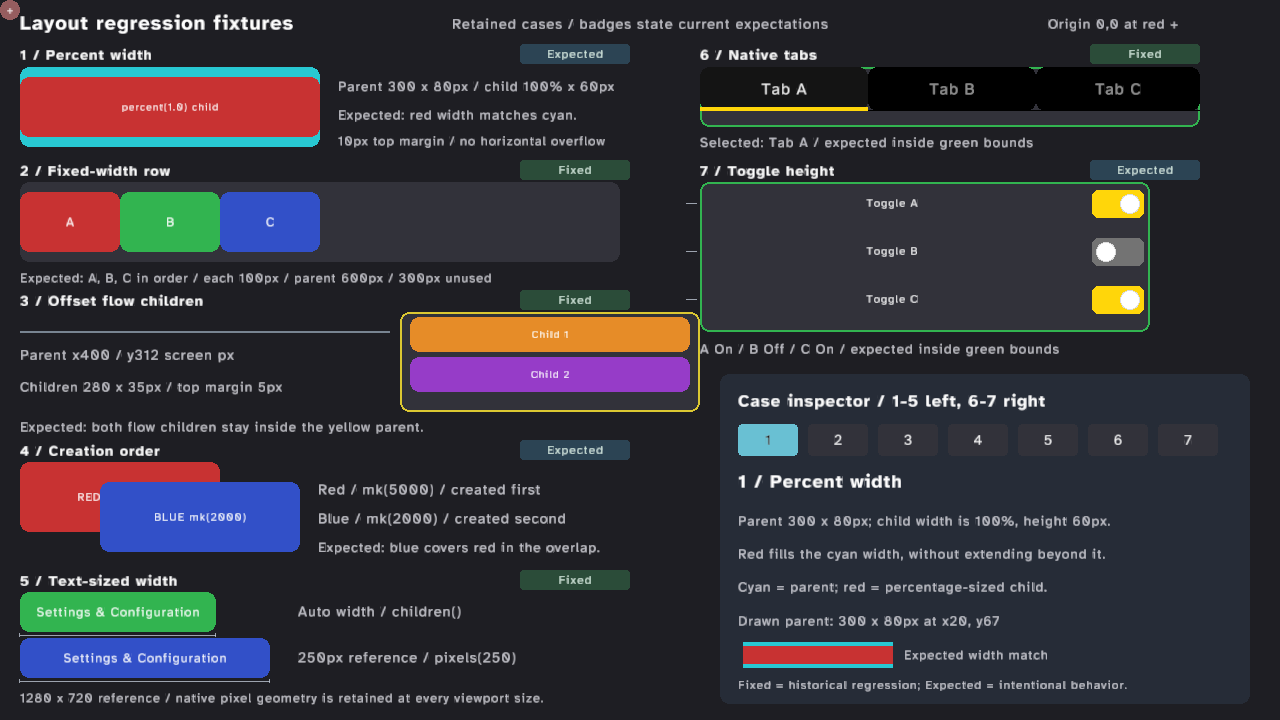 +
Layout regression fixtures
Retained cases / badges state current expectations
Origin 0,0 at red +
1 / Percent width
Expected
percent(1.0) child
Parent 300 x 80px / child 100% x 60px
Expected: red width matches cyan.
10px top margin / no horizontal overflow
2 / Fixed-width row
Fixed
A
B
C
Expected: A, B, C in order / each 100px / parent 600px / 300px unused
3 / Offset flow children
Fixed
Parent x400 / y312 screen px
Children 280 x 35px / top margin 5px
Child 1
Child 2
Expected: both flow children stay inside the yellow parent.
4 / Creation order
Expected
RED
BLUE mk(2000)
Red / mk(5000) / created first
Blue / mk(2000) / created second
Expected: blue covers red in the overlap.
5 / Text-sized width
Fixed
Settings & Configuration
Auto width / children()
Settings & Configuration
250px reference / pixels(250)
1280 x 720 reference / native pixel geometry is retained at every viewport size.
6 / Native tabs
Fixed
Tab A
Tab B
Tab C
Selected: Tab A / expected inside green bounds
7 / Toggle height
Expected
Toggle A
Toggle B
Toggle C
A On / B Off / C On / expected inside green bounds
Case inspector / 1-5 left, 6-7 right
1
2
3
4
5
6
7
1 / Percent width
Parent 300 x 80px; child width is 100%, height 60px.
Red fills the cyan width, without extending beyond it.
Cyan = parent; red = percentage-sized child.
Drawn parent: 300 x 80px at x20, y67
Expected width match
Fixed = historical regression; Expected = intentional behavior.